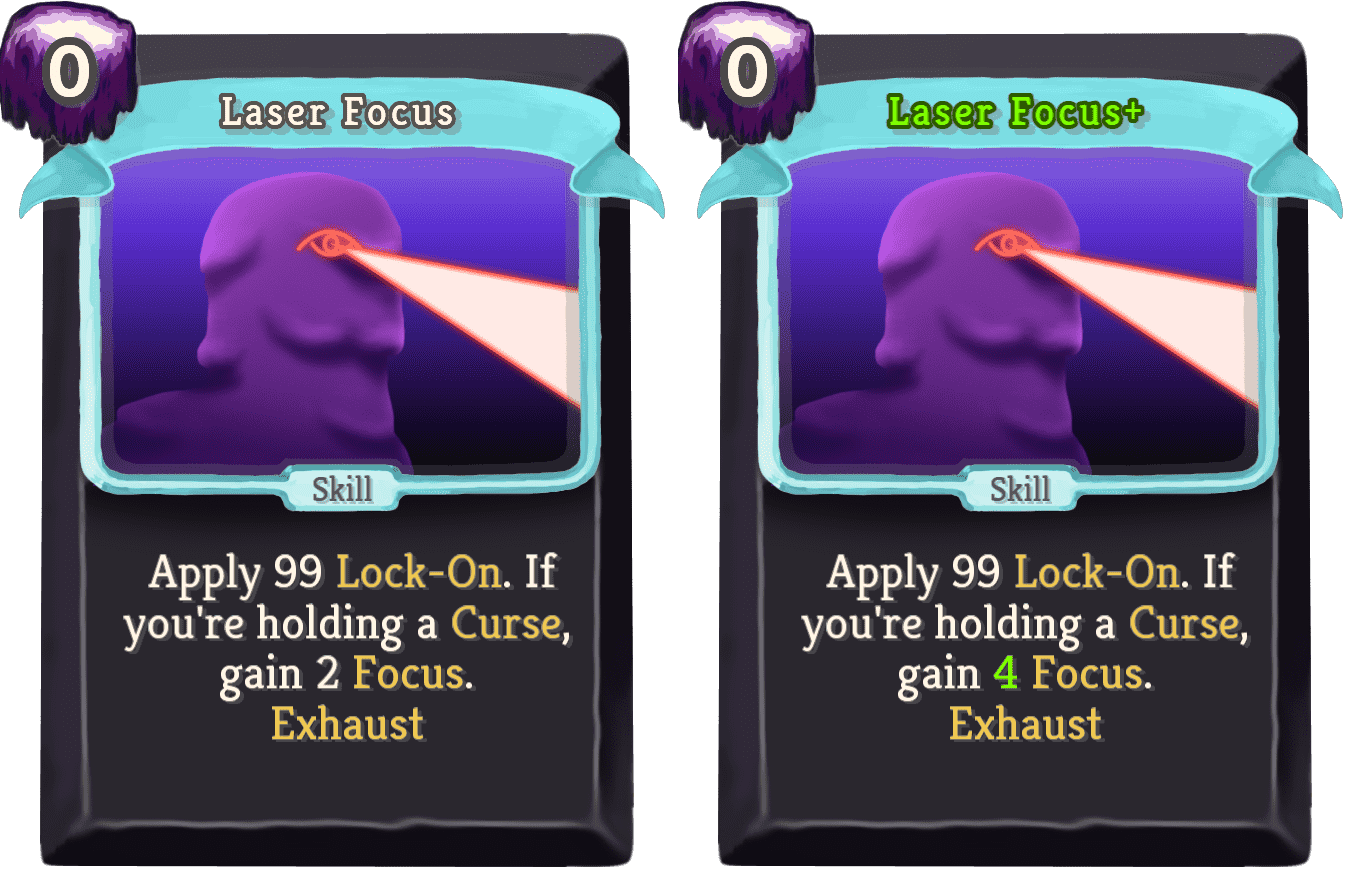 0
Laser Focus
Skill
Apply 99 Lock-On. If
you're holding a Curse,
gain 2 Focus.
Exhaust
0
Laser Focus+
Skill
Apply 99 Lock-On. If
you're holding a Curse,
gain 4 Focus.
Exhaust